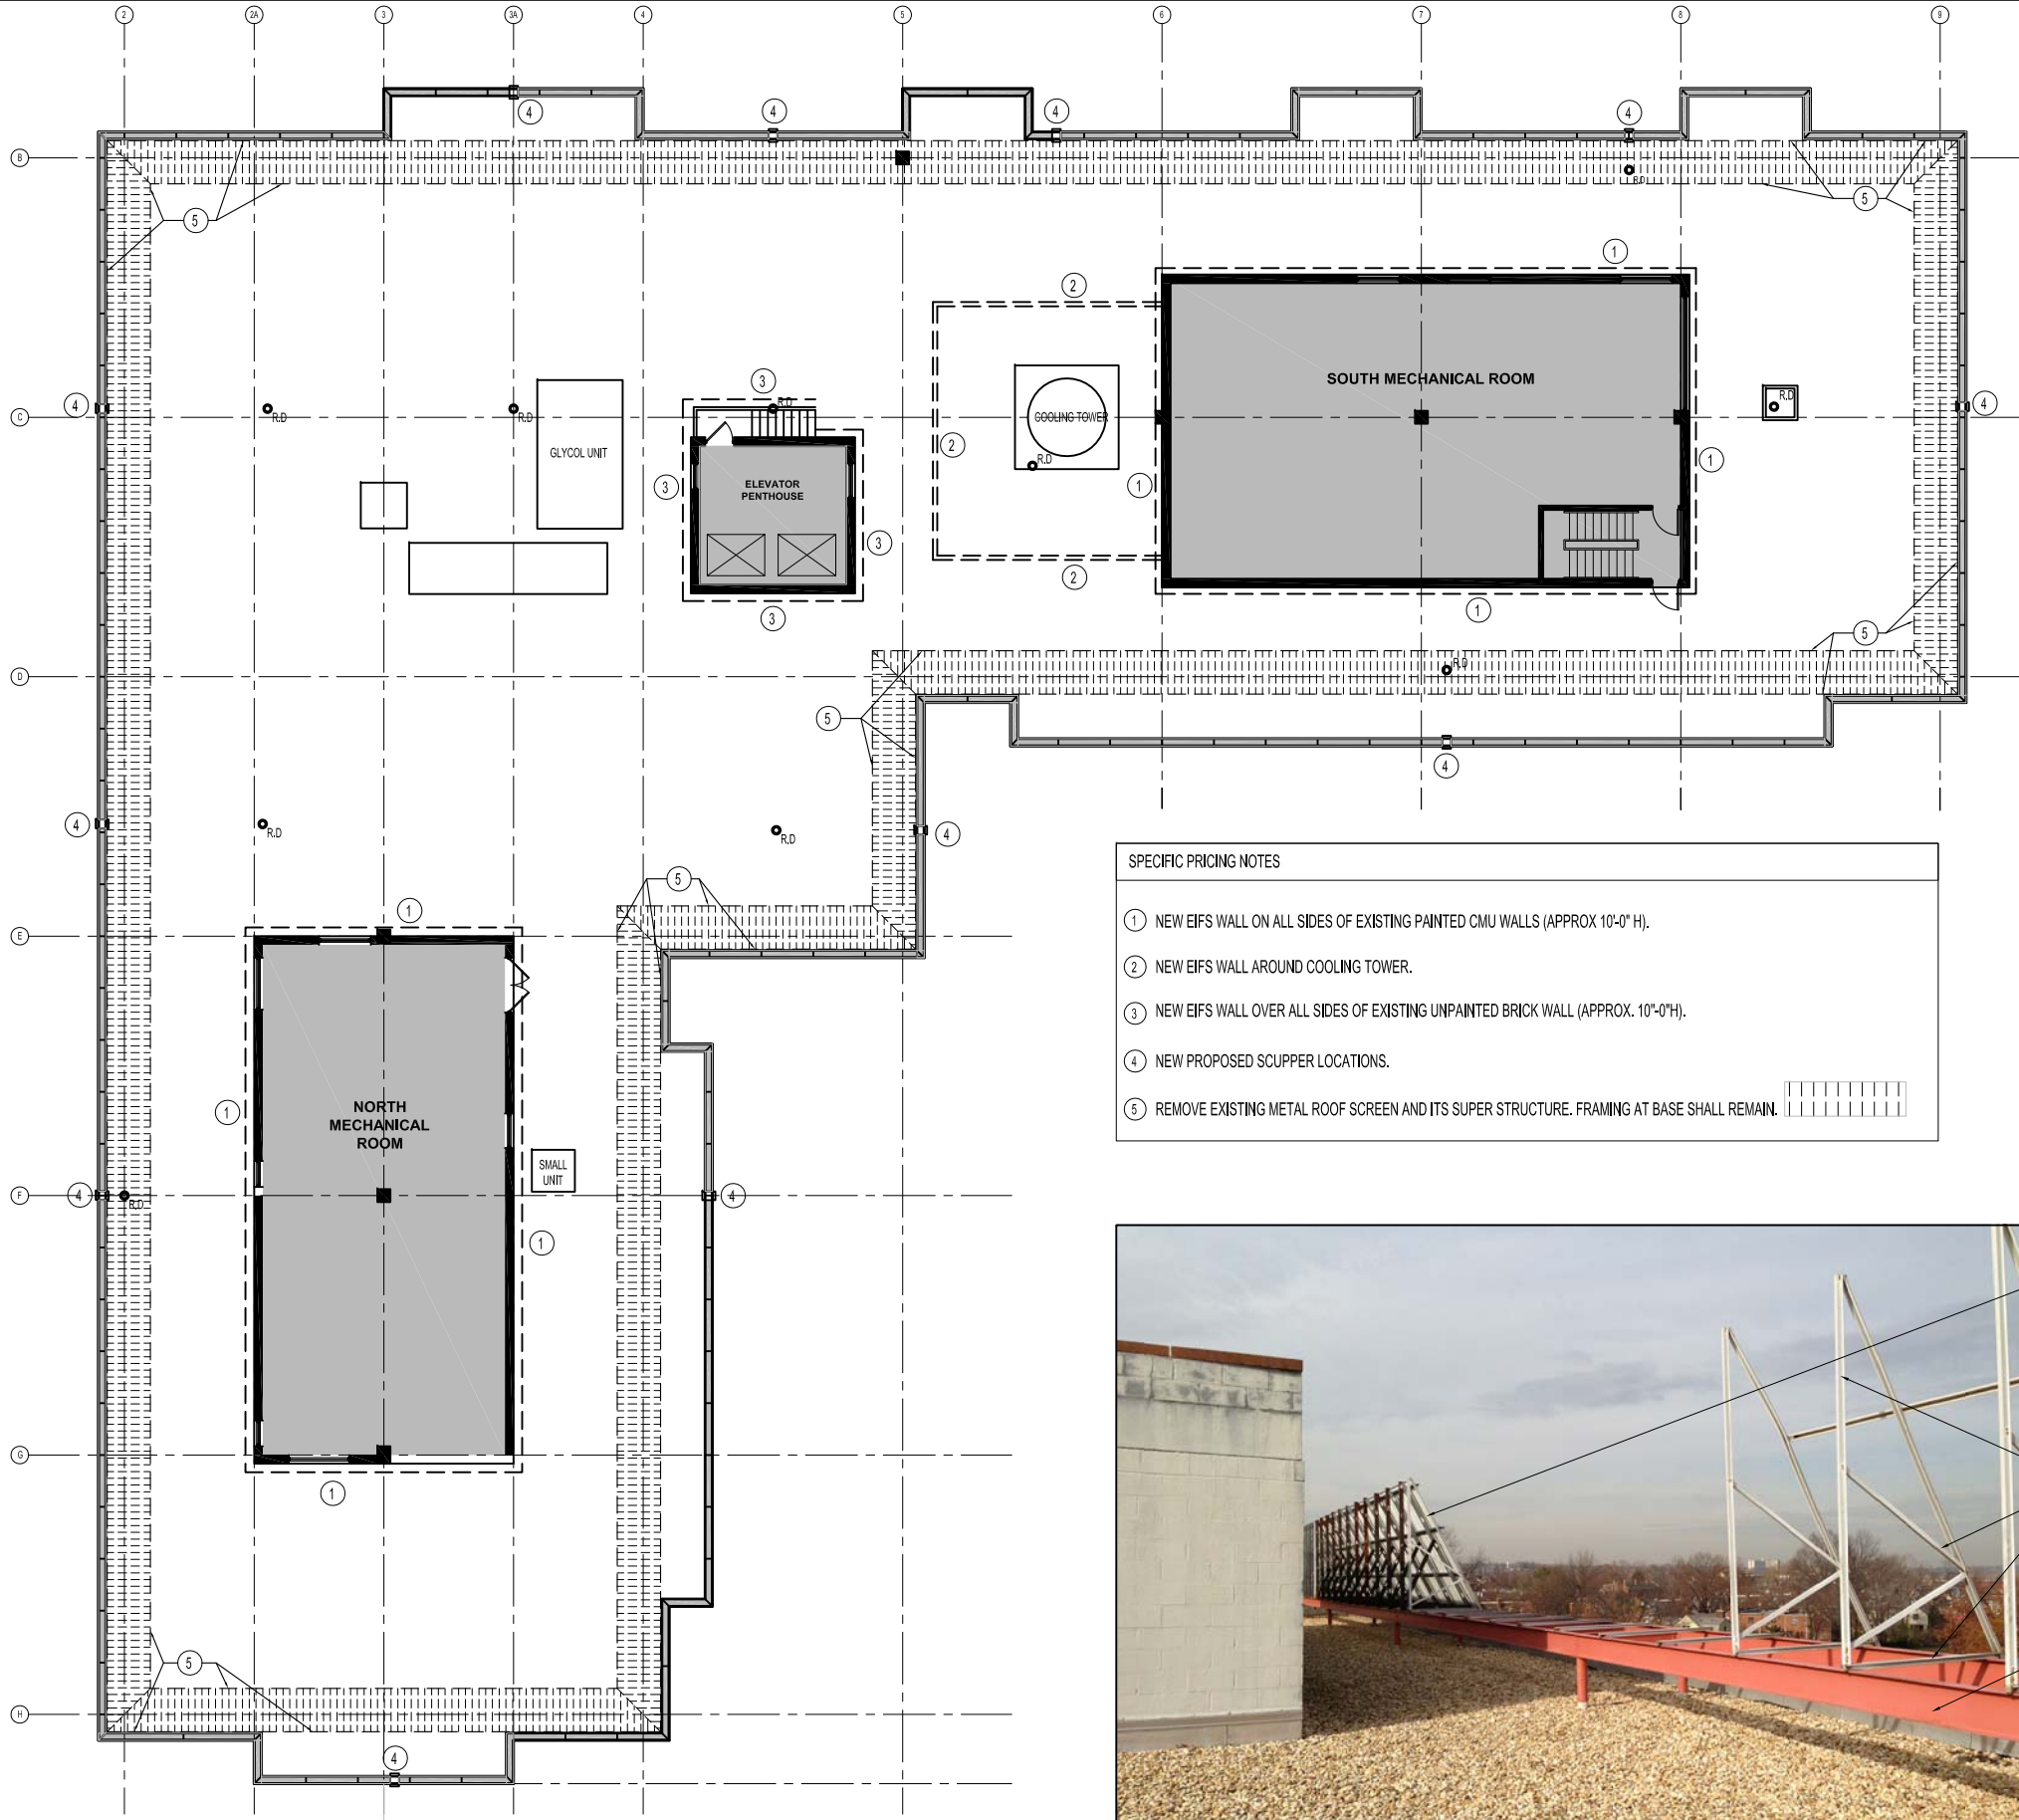 2 2A 3 3A 4 5 6 7 8 9
4 4 4 4
B
R.D
5 5
1
2
SOUTH MECHANICAL ROOM
3
4 C R.D R.D R.D COOLING TOWER R.D 4
GLYCOL UNIT
2
R.D
1
3 1
ELEVATOR
PENTHOUSE
3
2
3 1
5
D R.D
5
4
4 R.D R.D 4
SPECIFIC PRICING NOTES
5
1
1 NEW EIFS WALL ON ALL SIDES OF EXISTING PAINTED CMU WALLS (APPROX 10'-0" H).
E
2 NEW EIFS WALL AROUND COOLING TOWER.
3 NEW EIFS WALL OVER ALL SIDES OF EXISTING UNPAINTED BRICK WALL (APPROX. 10"-0"H).
4 NEW PROPOSED SCUPPER LOCATIONS.
5 REMOVE EXISTING METAL ROOF SCREEN AND ITS SUPER STRUCTURE. FRAMING AT BASE SHALL REMAIN.
1
NORTH
MECHANICAL
ROOM
SMALL
UNIT
F 4 R.D 4
1
G
1
5
H
4